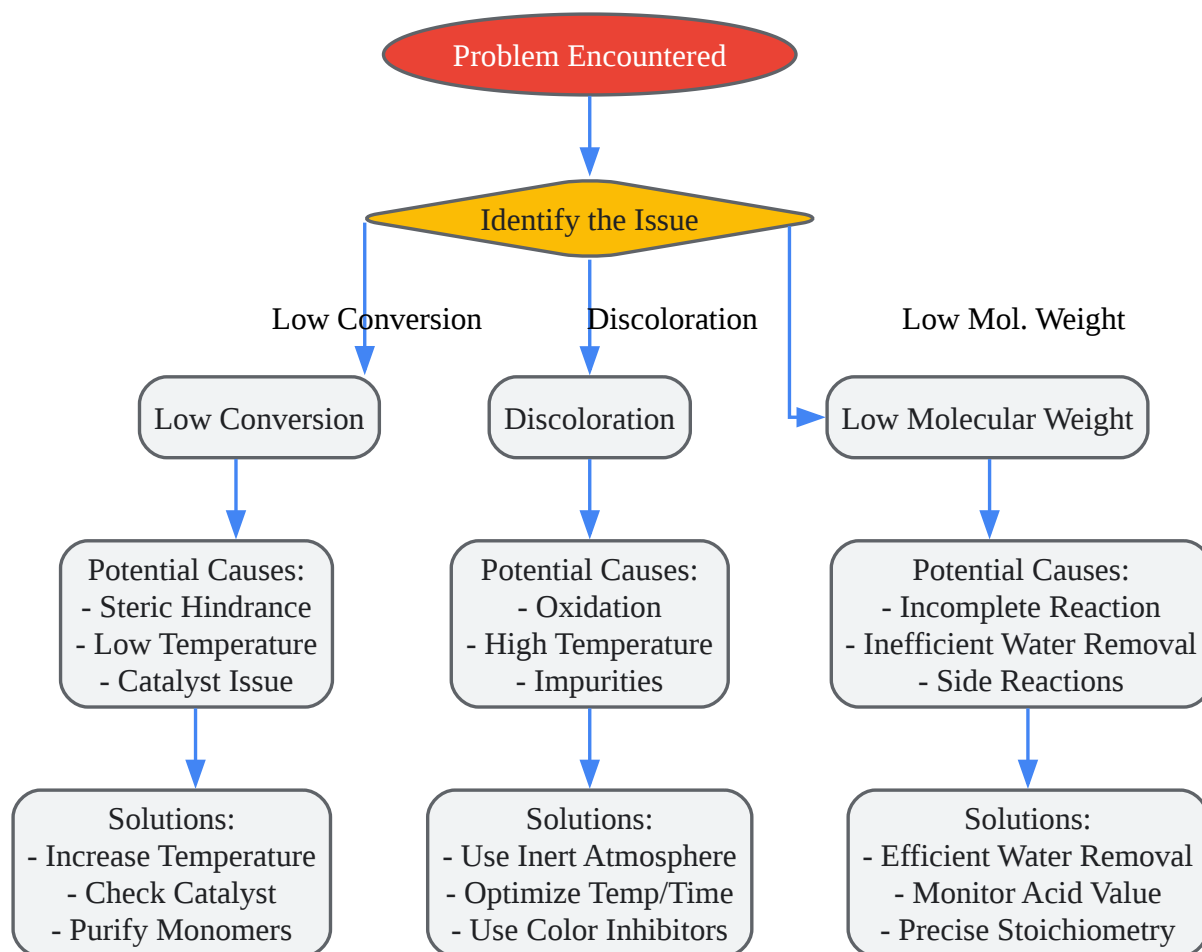 Problem Encountered
Identify the Issue
Low Conversion
Discoloration
Low Mol. Weight
Low Conversion
Discoloration
Low Molecular Weight
Potential Causes:
- Steric Hindrance
- Low Temperature
- Catalyst Issue
Potential Causes:
- Oxidation
- High Temperature
- Impurities
Potential Causes:
- Incomplete Reaction
- Inefficient Water Removal
- Side Reactions
Solutions:
- Increase Temperature
- Check Catalyst
- Purify Monomers
Solutions:
- Use Inert Atmosphere
- Optimize Temp/Time
- Use Color Inhibitors
Solutions:
- Efficient Water Removal
- Monitor Acid Value
- Precise Stoichiometry